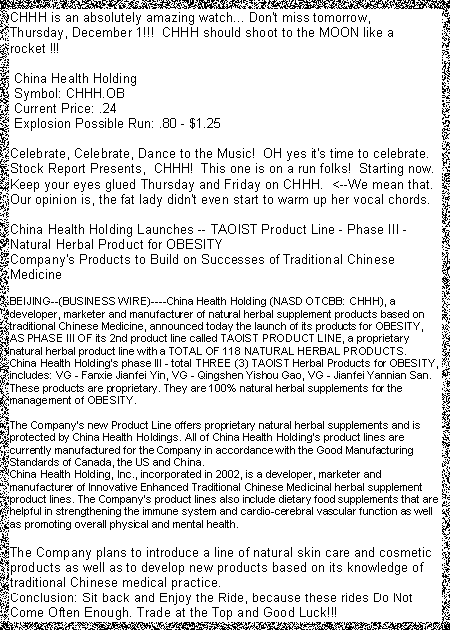 CHHH is an absolutely amazing watch... Don't miss tomorrow,
Thursday, December 1!!!  CHHH should shoot to the MOON like a
rocket !!!
China Health Holding
Symbol: CHHH.OB
Current Price: .24
Explosion Possible Run: .80 - $1.25
Celebrate, Celebrate, Dance to the Music!  OH yes it's time to celebrate.
Stock Report Presents,  CHHH!  This one is on a run folks!  Starting now.
Keep your eyes glued Thursday and Friday on CHHH.  <--We mean that.
Our opinion is, the fat lady didn't even start to warm up her vocal chords.
China Health Holding Launches -- TAOIST Product Line - Phase III -
Natural Herbal Product for OBESITY
Company's Products to Build on Successes of Traditional Chinese
Medicine
BEIJING--(BUSINESS WIRE)----China Health Holding (NASD OTCBB: CHHH), a
developer, marketer and manufacturer of natural herbal supplement products based on
traditional Chinese Medicine, announced today the launch of its products for OBESITY,
AS PHASE III OF its 2nd product line called TAOIST PRODUCT LINE, a proprietary
natural herbal product line with a TOTAL OF 118 NATURAL HERBAL PRODUCTS.
China Health Holding's phase III - total THREE (3) TAOIST Herbal Products for OBESITY,
includes: VG - Fanxie Jianfei Yin, VG - Qingshen Yishou Gao, VG - Jianfei Yannian San.
These products are proprietary. They are 100% natural herbal supplements for the
management of OBESITY.
The Company's new Product Line offers proprietary natural herbal supplements and is
protected by China Health Holdings. All of China Health Holding's product lines are
currently manufactured for the Company in accordance with the Good Manufacturing
Standards of Canada, the US and China.
China Health Holding, Inc., incorporated in 2002, is a developer, marketer and
manufacturer of Innovative Enhanced Traditional Chinese Medicinal herbal supplement
product lines. The Company's product lines also include dietary food supplements that are
helpful in strengthening the immune system and cardio-cerebral vascular function as well
as promoting overall physical and mental health.
The Company plans to introduce a line of natural skin care and cosmetic
products as well as to develop new products based on its knowledge of
traditional Chinese medical practice.
Conclusion: Sit back and Enjoy the Ride, because these rides Do Not
Come Often Enough. Trade at the Top and Good Luck!!!